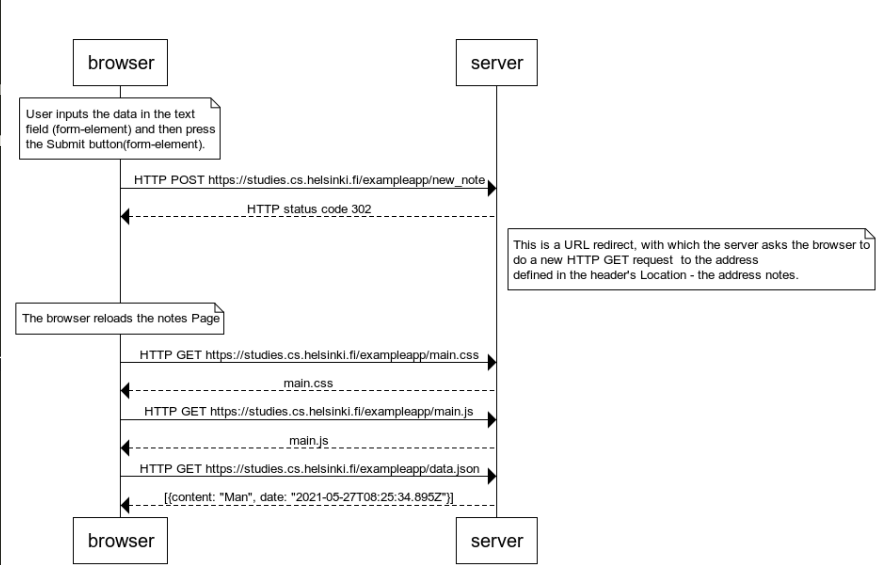 browser
server
User inputs the data in the text
field (form-element) and then press
the Submit button(form-element).
HTTP POST https://studies.cs.helsinki.fi/exampleapp/new_note
HTTP status code 302
This is a URL redirect, with which the server asks the browser to
do a new HTTP GET request  to the address
defined in the header's Location - the address notes.
The browser reloads the notes Page
HTTP GET https://studies.cs.helsinki.fi/exampleapp/main.css
main.css
HTTP GET https://studies.cs.helsinki.fi/exampleapp/main.js
main.js
HTTP GET https://studies.cs.helsinki.fi/exampleapp/data.json
[{content: "Man", date: "2021-05-27T08:25:34.895Z"}]
browser
server